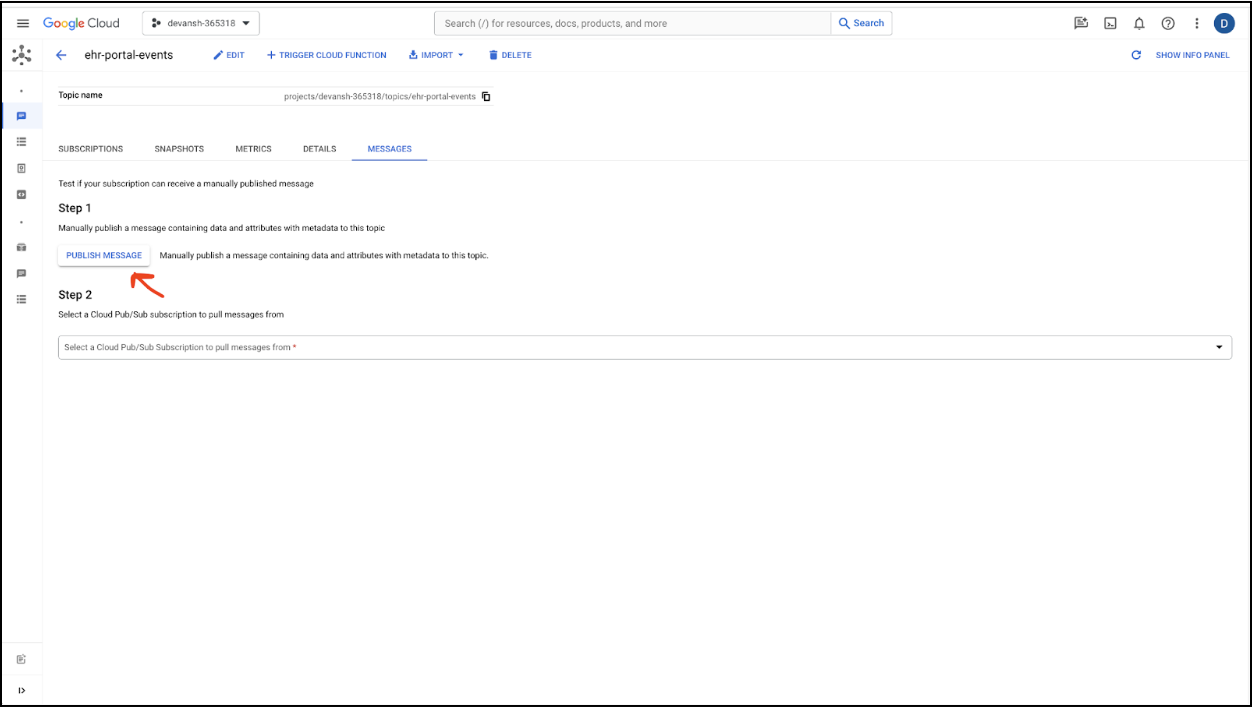 Google Cloud devansh-365318 Search (/) for resources, docs, products, and more Search D
ehr-portal-events EDIT TRIGGER CLOUD FUNCTION IMPORT DELETE SHOW INFO PANEL
Topic name projects/devansh-365318/topics/ehr-portal-events
SUBSCRIPTIONS SNAPSHOTS METRICS DETAILS MESSAGES
Test if your subscription can receive a manually published message
Step 1
Manually publish a message containing data and attributes with metadata to this topic
PUBLISH MESSAGE Manually publish a message containing data and attributes with metadata to this topic.
Step 2
Select a Cloud Pub/Sub subscription to pull messages from
Select a Cloud Pub/Sub Subscription to pull messages from *